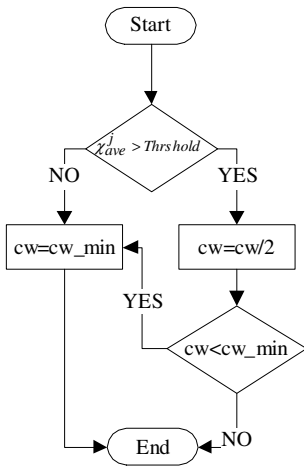 Start
χ^j_ave > Thrshold
NO
YES
cw=cw_min
cw=cw/2
YES
cw<cw_min
NO
End